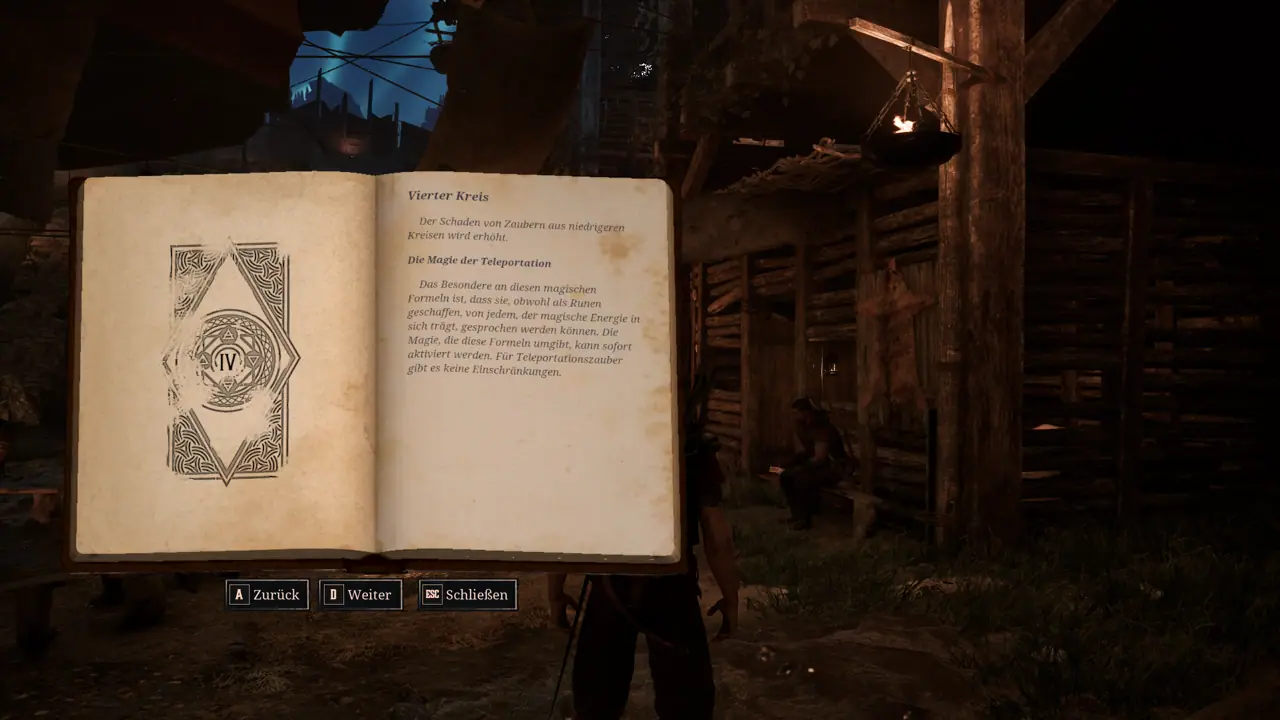 IV
Vierter Kreis
Der Schaden von Zaubern aus niedrigeren
Kreisen wird erhöht.
Die Magie der Teleportation
Das Besondere an diesen magischen
Formeln ist, dass sie, obwohl als Runen
geschaffen, von jedem, der magische Energie in
sich trägt, gesprochen werden können. Die
Magie, die diese Formeln umgibt, kann sofort
aktiviert werden. Für Teleportationszauber
gibt es keine Einschränkungen.
A Zurück D Weiter ESC Schließen